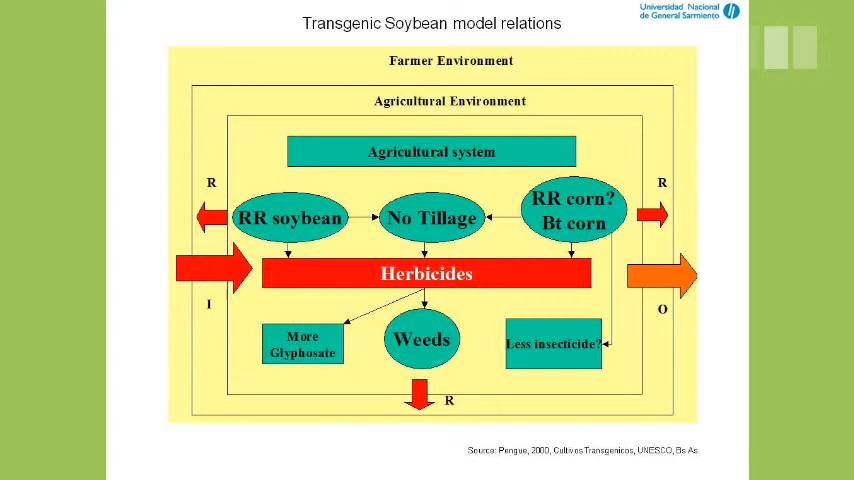 Universidad Nacional
de General Sarmiento
Transgenic Soybean model relations
Farmer Environment
Agricultural Environment
Agricultural system
R
R
RR soybean
No Tillage
RR corn?
Bt corn
Herbicides
I
O
More
Glyphosate
Weeds
Less insecticide?
R
Source: Pengue, 2000, Cultivos Transgenicos, UNESCO, Bs As